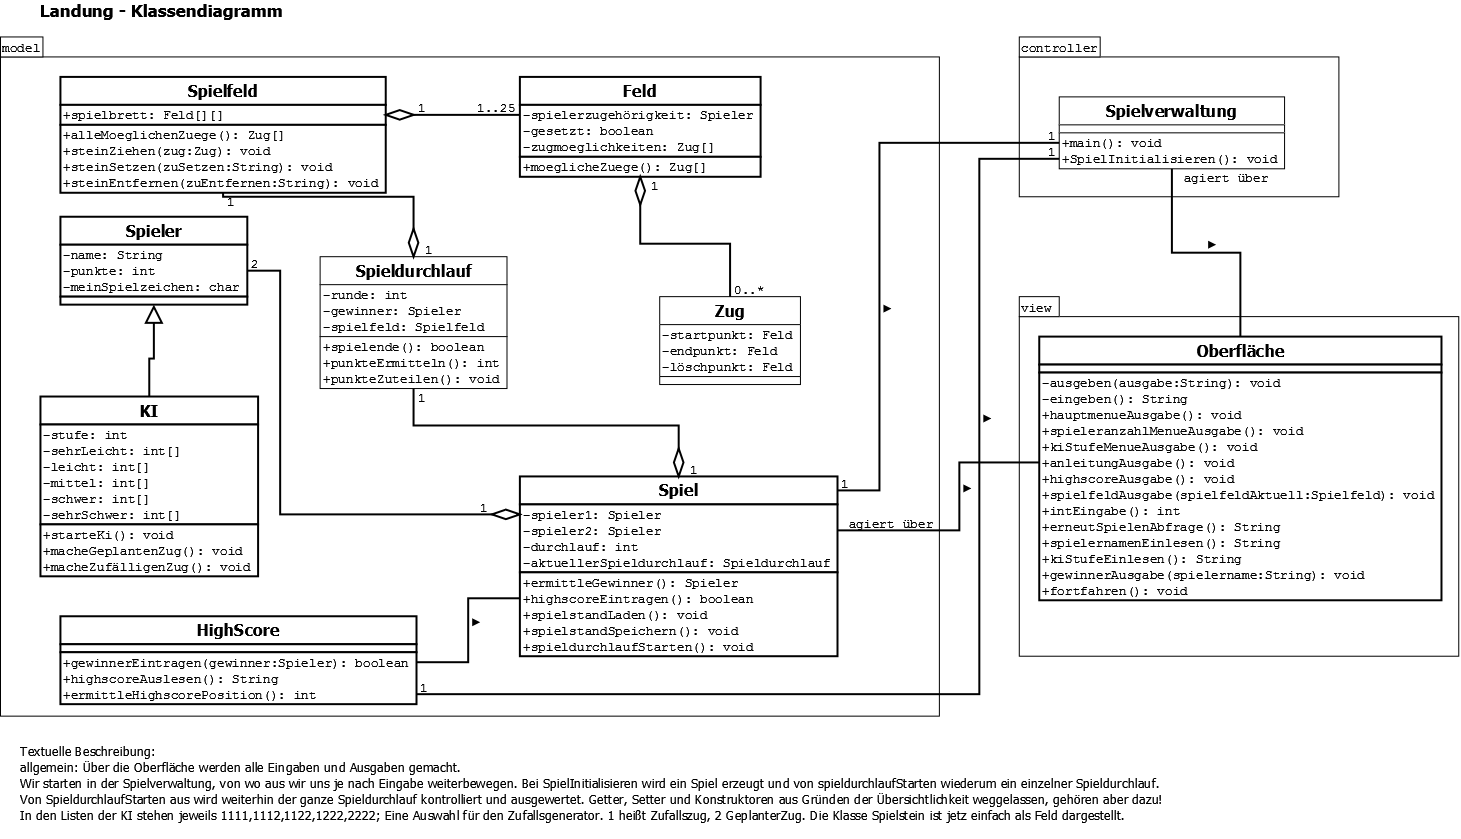 Landung - Klassendiagramm
model
Spielfeld
+spielbrett: Feld[][]
+alleMoeglichenZuege(): Zug[]
+steinZiehen(zug:Zug): void
+steinSetzen(zuSetzen:String): void
+steinEntfernen(zuEntfernen:String): void
1
1..25
Feld
-spielerzugehörigkeit: Spieler
-gesetzt: boolean
-zugmoeglichkeiten: Zug[]
+moeglicheZuege(): Zug[]
1
1
1
Spieler
-name: String
-punkte: int
-meinSpielzeichen: char
2
Spieldurchlauf
-runde: int
-gewinner: Spieler
-spielfeld: Spielfeld
+spielende(): boolean
+punkteErmitteln(): int
+punkteZuteilen(): void
1
0..*
Zug
-startpunkt: Feld
-endpunkt: Feld
-löschpunkt: Feld
KI
-stufe: int
-sehrLeicht: int[]
-leicht: int[]
-mittel: int[]
-schwer: int[]
-sehrSchwer: int[]
+starteKi(): void
+macheGeplantenZug(): void
+macheZufälligenZug(): void
1
1
Spiel
-spieler1: Spieler
-spieler2: Spieler
-durchlauf: int
-aktuellerSpieldurchlauf: Spieldurchlauf
+ermittleGewinner(): Spieler
+highscoreEintragen(): boolean
+spielstandLaden(): void
+spielstandSpeichern(): void
+spieldurchlaufStarten(): void
1
agiert über
HighScore
+gewinnerEintragen(gewinner:Spieler): boolean
+highscoreAuslesen(): String
+ermittleHighscorePosition(): int
1
controller
Spielverwaltung
+main(): void
+SpielInitialisieren(): void
1
1
agiert über
view
Oberfläche
-ausgeben(ausgabe:String): void
-eingeben(): String
+hauptmenueAusgabe(): void
+spieleranzahlMenueAusgabe(): void
+kiStufeMenueAusgabe(): void
+anleitungAusgabe(): void
+highscoreAusgabe(): void
+spielfeldAusgabe(spielfeldAktuell:Spielfeld): void
+intEingabe(): int
+erneutSpielenAbfrage(): String
+spielernamenEinlesen(): String
+kiStufeEinlesen(): String
+gewinnerAusgabe(spielername:String): void
+fortfahren(): void
Textuelle Beschreibung:
allgemein: Über die Oberfläche werden alle Eingaben und Ausgaben gemacht.
Wir starten in der Spielverwaltung, von wo aus wir uns je nach Eingabe weiterbewegen. Bei SpielInitialisieren wird ein Spiel erzeugt und von spieldurchlaufStarten wiederum ein einzelner Spieldurchlauf.
Von SpieldurchlaufStarten aus wird weiterhin der ganze Spieldurchlauf kontrolliert und ausgewertet. Getter, Setter und Konstruktoren aus Gründen der Übersichtlichkeit weggelassen, gehören aber dazu!
In den Listen der KI stehen jeweils 1111,1112,1122,1222,2222; Eine Auswahl für den Zufallsgenerator. 1 heißt Zufallszug, 2 GeplanterZug. Die Klasse Spielstein ist jetz einfach als Feld dargestellt.